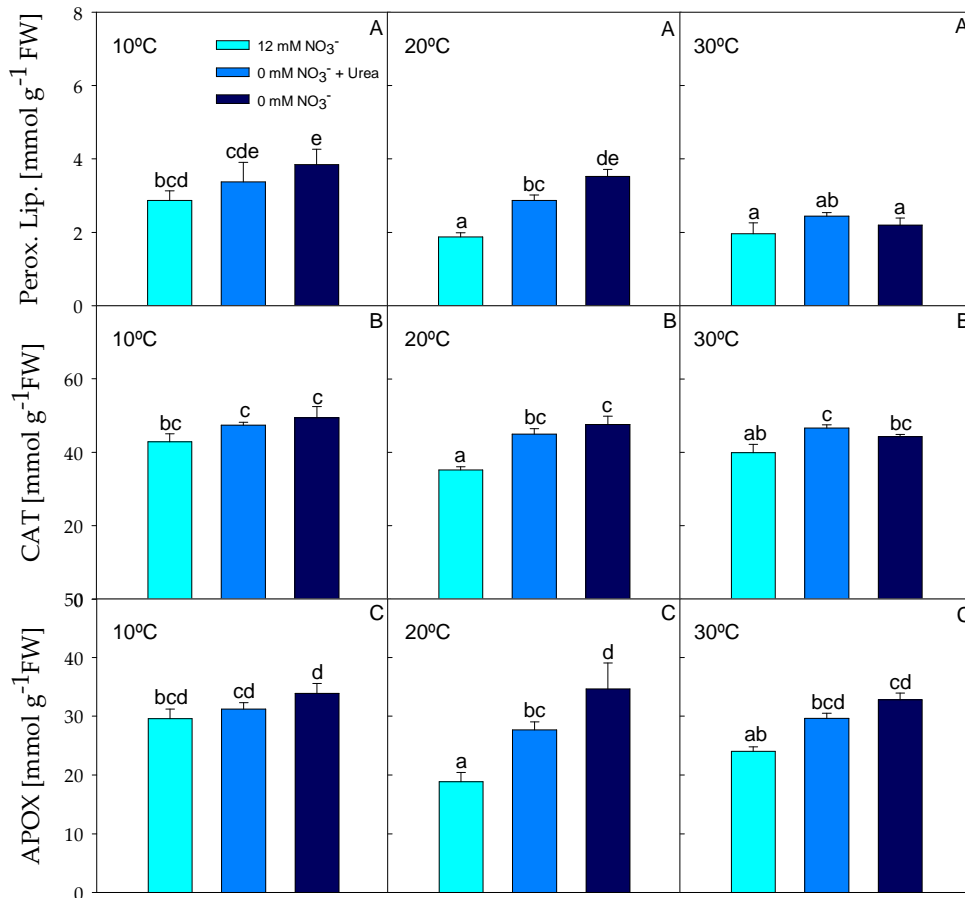 Perox. Lip. [mmol g⁻¹ FW]
8
6
4
2
0
10ºC
A
12 mM NO₃⁻
0 mM NO₃⁻ + Urea
0 mM NO₃⁻
bcd
cde
e
20ºC
A
a
bc
de
30ºC
A
a
ab
a
CAT [mmol g⁻¹FW]
60
40
20
0
10ºC
B
bc
c
c
20ºC
B
a
bc
c
30ºC
B
ab
c
bc
APOX [mmol g⁻¹FW]
50
40
30
20
10
0
10ºC
C
bcd
cd
d
20ºC
C
a
bc
d
30ºC
C
ab
bcd
cd